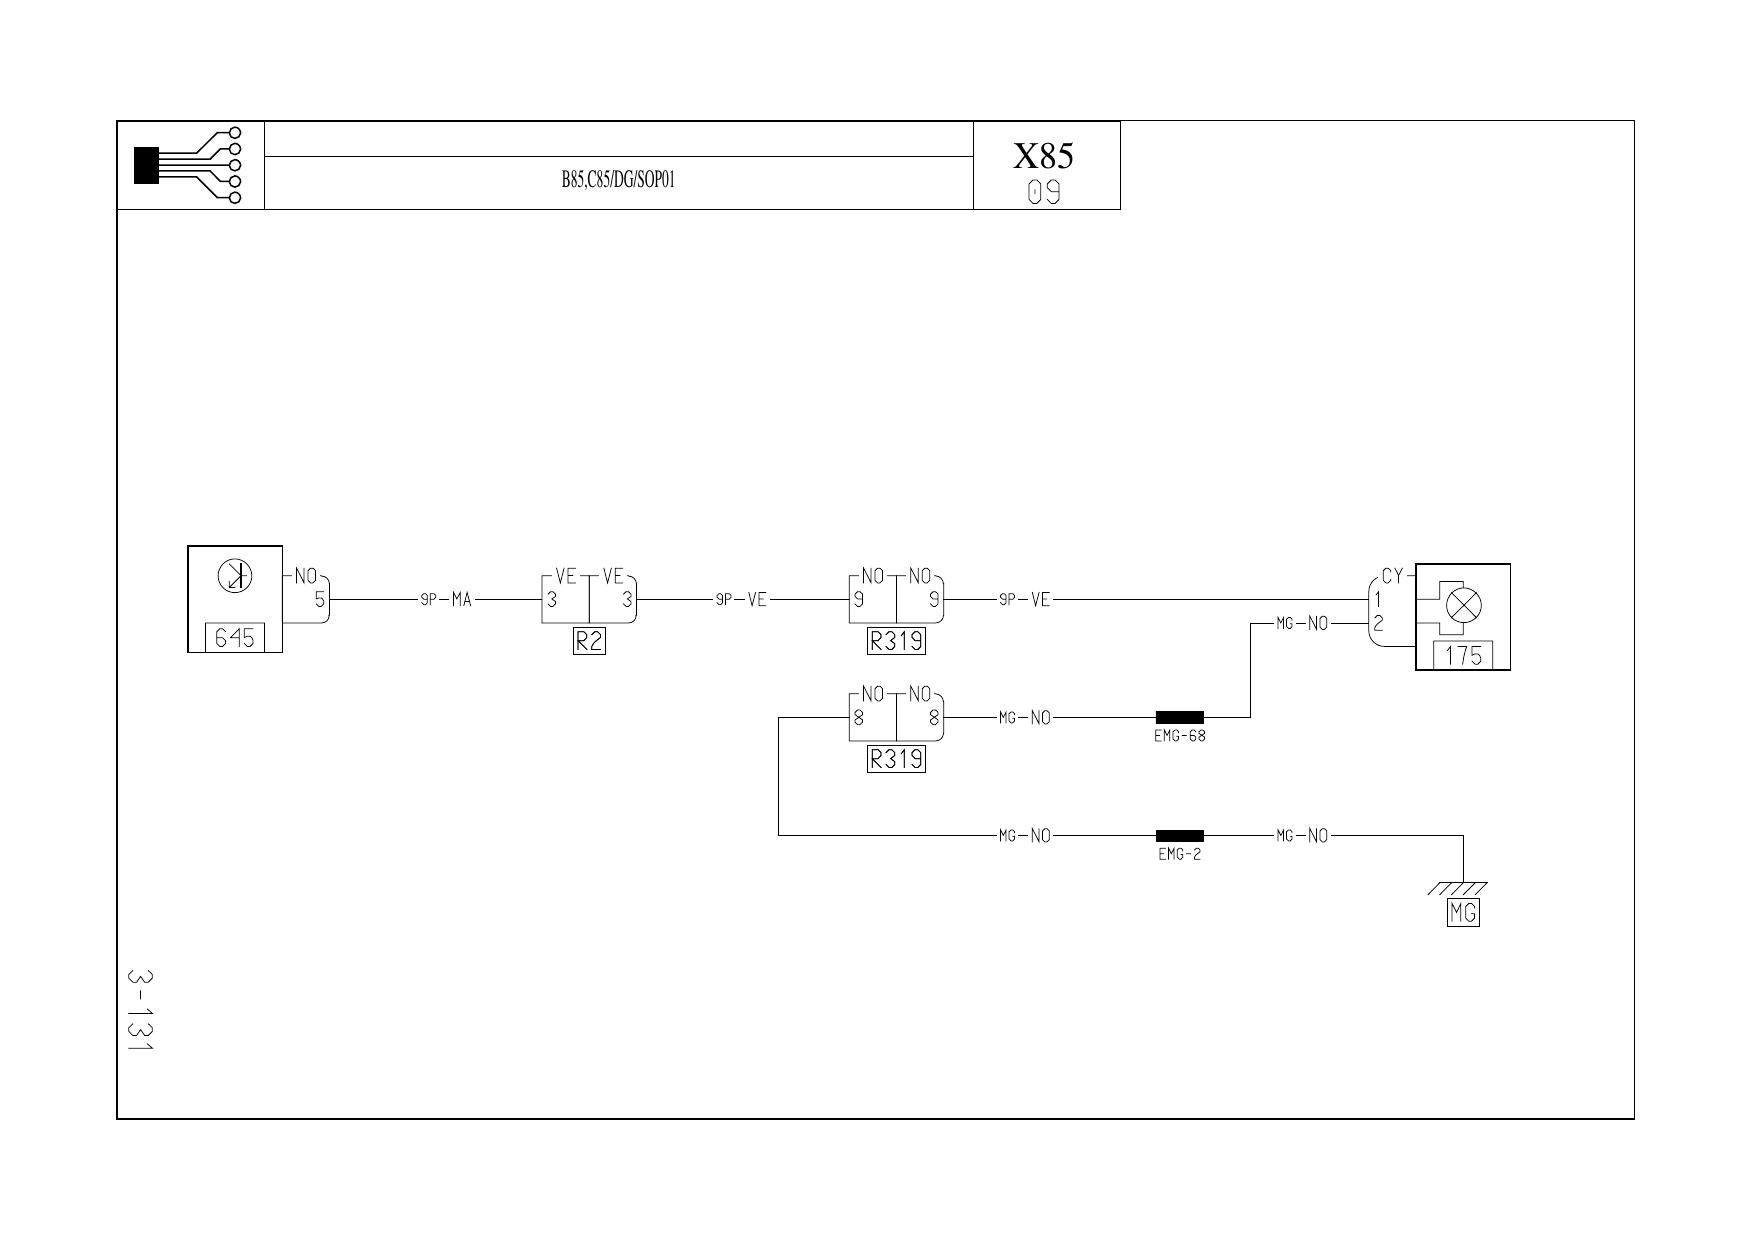 X85
B85,C85/DG/SOP01
09
NO
5
9P-MA
VE VE
3 3
9P-VE
NO NO
9 9
9P-VE
CY
1
2
MG-NO
645
R2
R319
175
NO NO
8 8
MG-NO
EMG-68
R319
MG-NO
EMG-2
MG-NO
MG
3-131